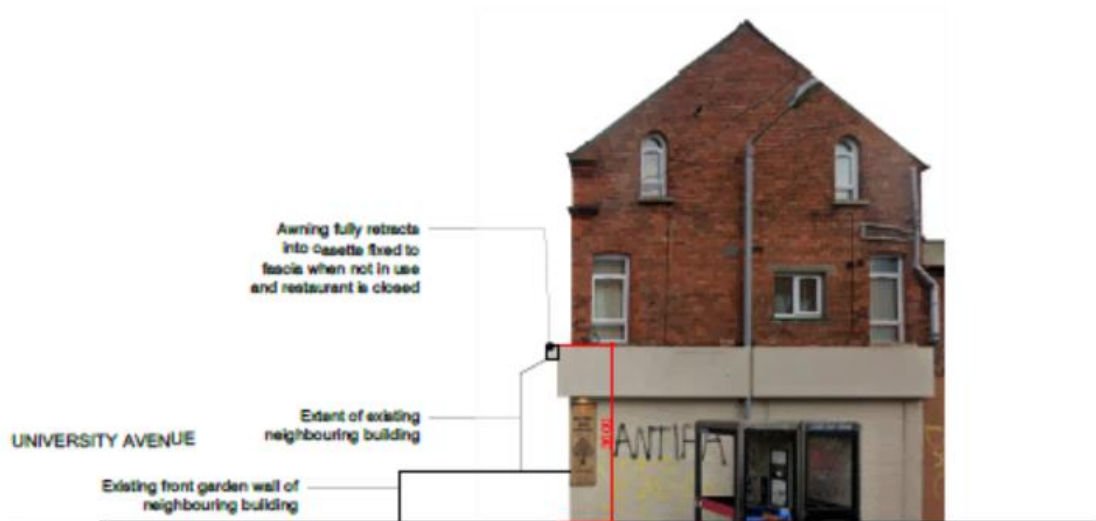 Awning fully retracts
into casette fixed to
fascia when not in use
and restaurant is closed
Extent of existing
neighbouring building
UNIVERSITY AVENUE
Existing front garden wall of
neighbouring building
ANTIFA